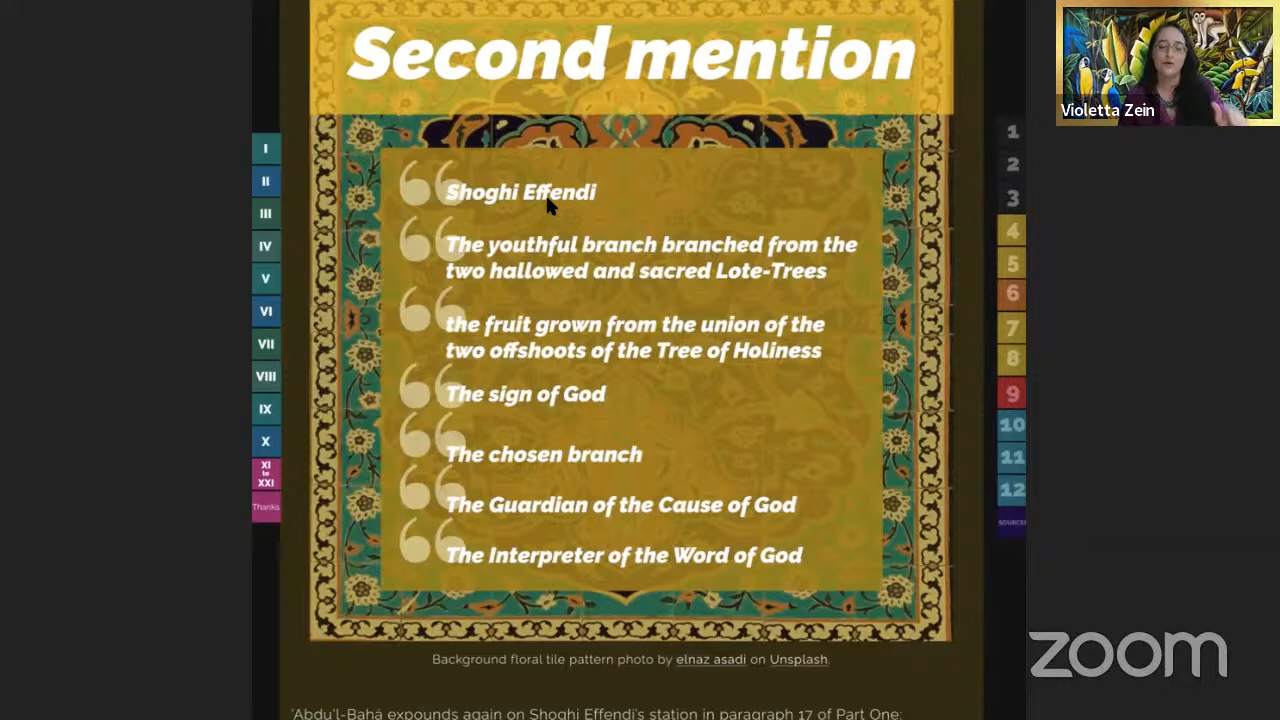 Second mention
Violetta Zein
I
II
III
IV
V
VI
VII
VIII
IX
X
XI
to
XXI
Thanks
“Shoghi Effendi
“The youthful branch branched from the
two hallowed and sacred Lote-Trees
“the fruit grown from the union of the
two offshoots of the Tree of Holiness
“The sign of God
“The chosen branch
“The Guardian of the Cause of God
“The Interpreter of the Word of God
1
2
3
4
5
6
7
8
9
10
11
12
sources
Background floral tile pattern photo by elnaz asadi on Unsplash.
zoom
'Abdu'l-Bahá expounds again on Shoghi Effendi's station in paragraph 17 of Part One: